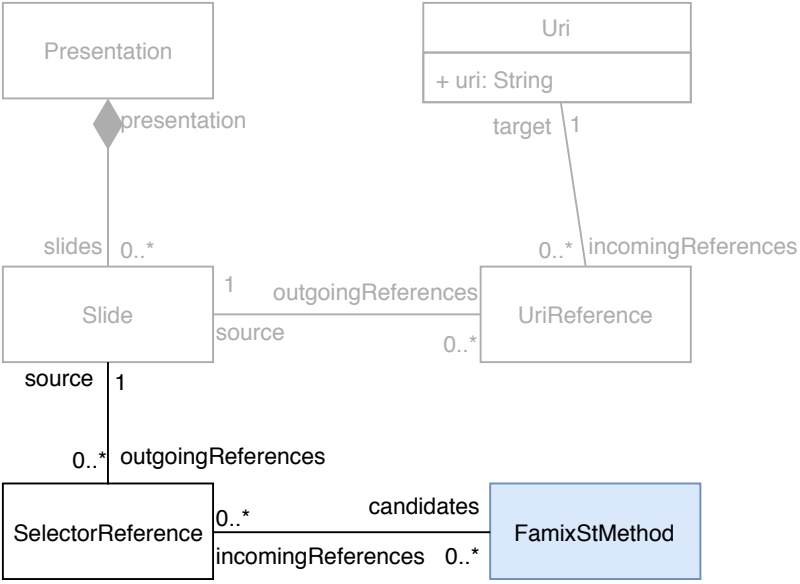 Presentation
Uri
+ uri: String
presentation
target 1
slides 0..*
0..* incomingReferences
Slide
1
outgoingReferences
source
0..*
UriReference
source 1
0..* outgoingReferences
SelectorReference
0..*
candidates
incomingReferences 0..*
FamixStMethod